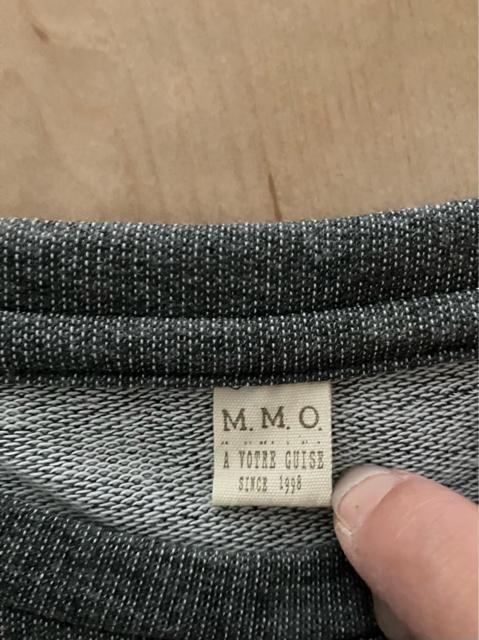 M. M. O.
A VOTRE GUISE
SINCE 1998